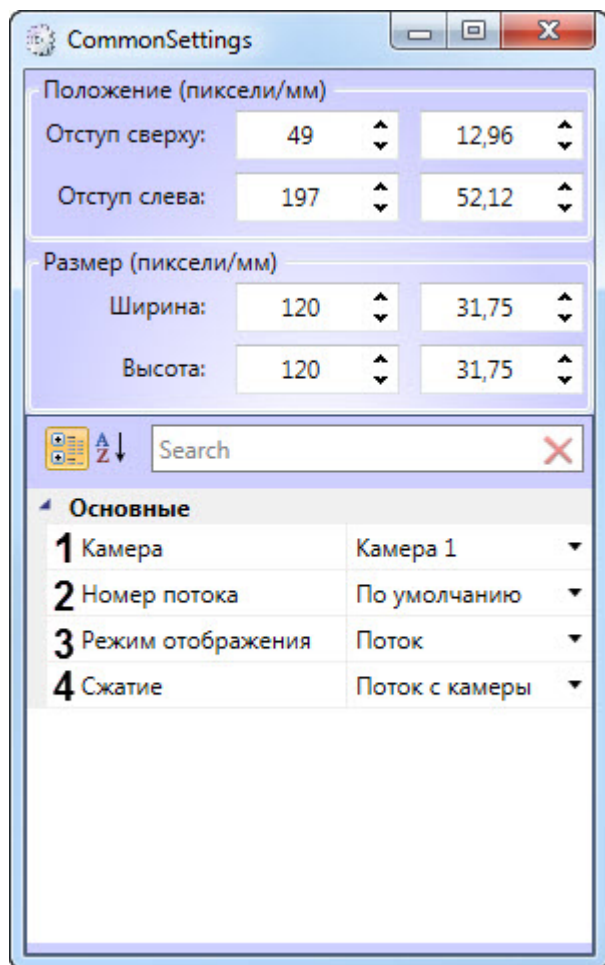 CommonSettings
Положение (пиксели/мм)
Отступ сверху: 49 12,96
Отступ слева: 197 52,12
Размер (пиксели/мм)
Ширина: 120 31,75
Высота: 120 31,75
A Z Search
Основные
1 Камера Камера 1
2 Номер потока По умолчанию
3 Режим отображения Поток
4 Сжатие Поток с камеры